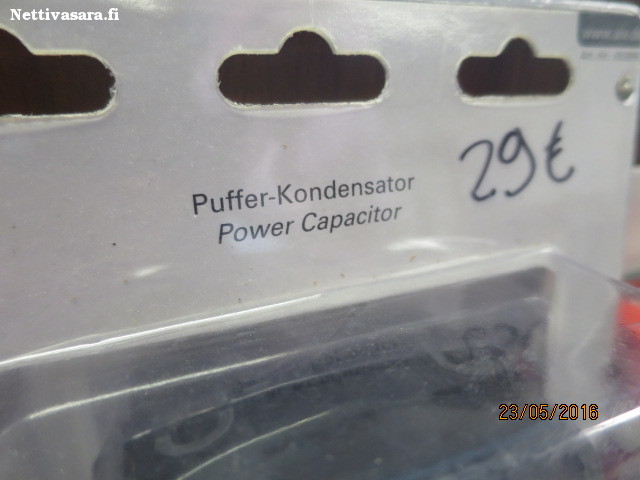 Nettivasara.fi
29€
Puffer-Kondensator
Power Capacitor
23/05/2016